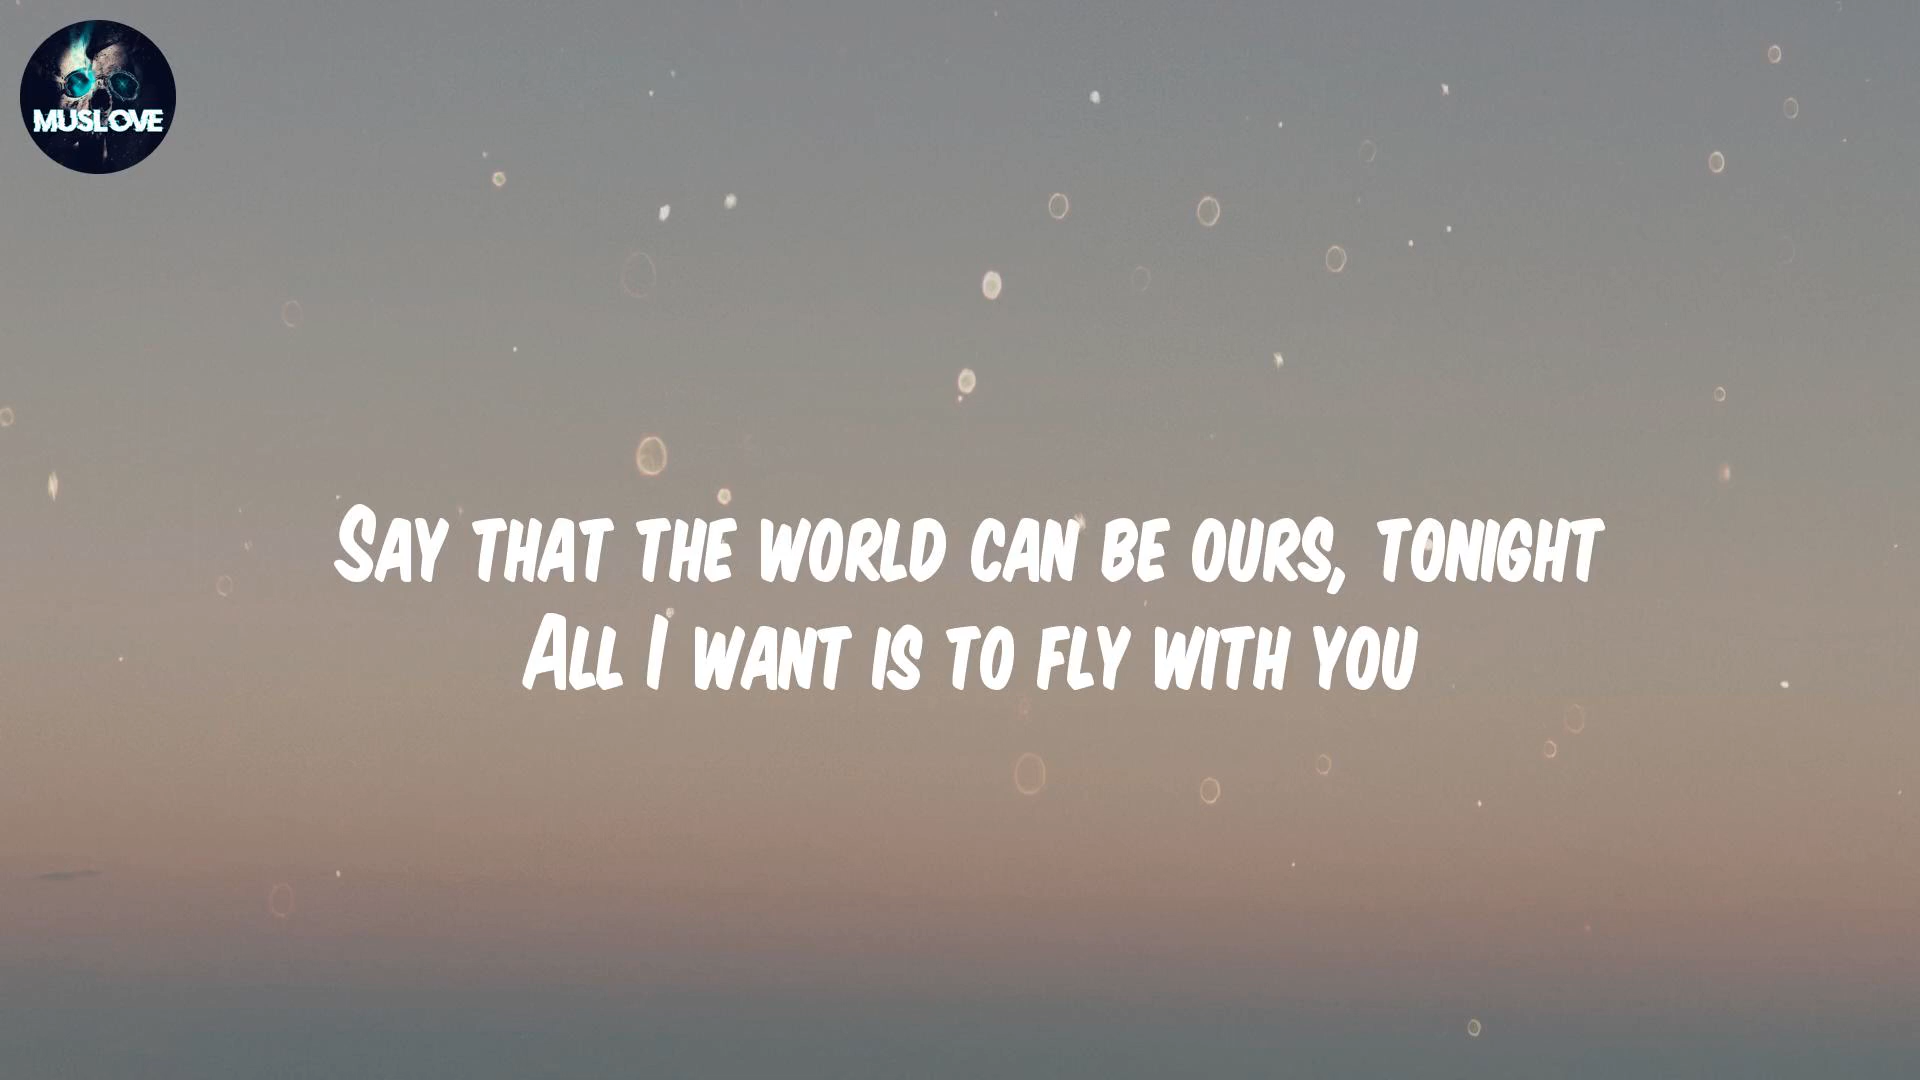 MUSLOVE
SAY THAT THE WORLD CAN BE OURS, TONIGHT
ALL I WANT IS TO FLY WITH YOU